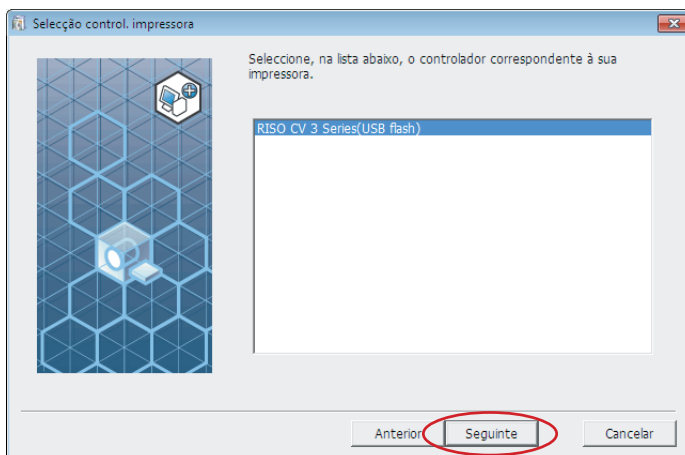 Selecção control. impressora
Seleccione, na lista abaixo, o controlador correspondente à sua
impressora.
RISO CV 3 Series(USB flash)
Anterior Seguinte Cancelar